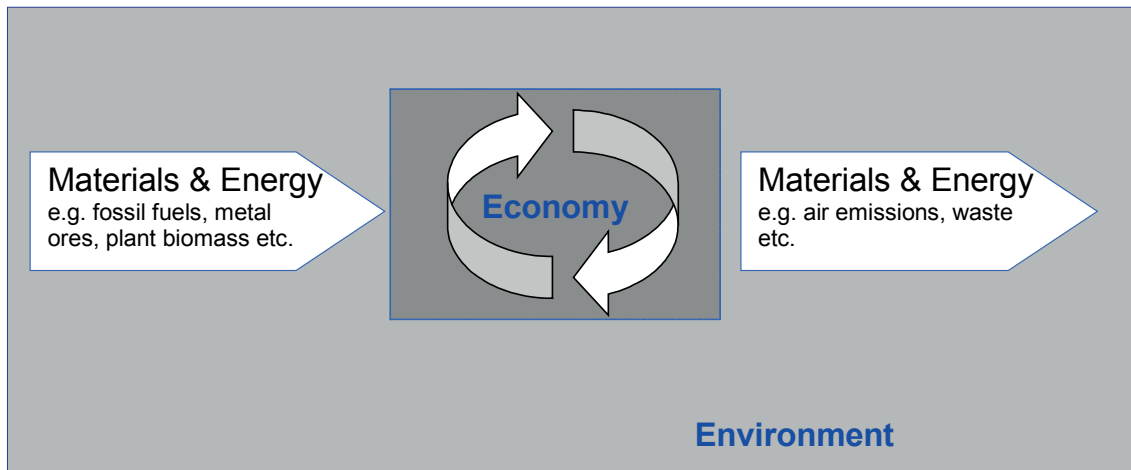 Materials & Energy
e.g. fossil fuels, metal
ores, plant biomass etc.
Economy
Materials & Energy
e.g. air emissions, waste
etc.
Environment